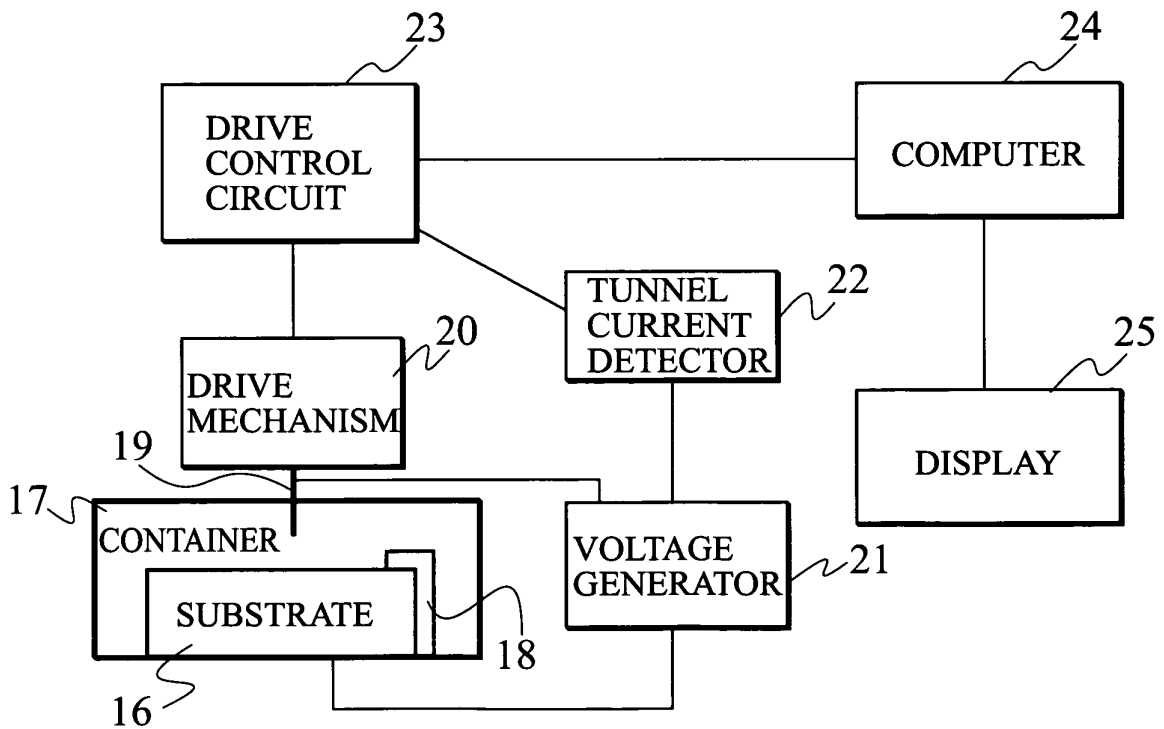 23
24
DRIVE
CONTROL
CIRCUIT
COMPUTER
TUNNEL
CURRENT
DETECTOR
22
20
25
DRIVE
MECHANISM
19
DISPLAY
17
CONTAINER
VOLTAGE
GENERATOR
21
SUBSTRATE
18
16